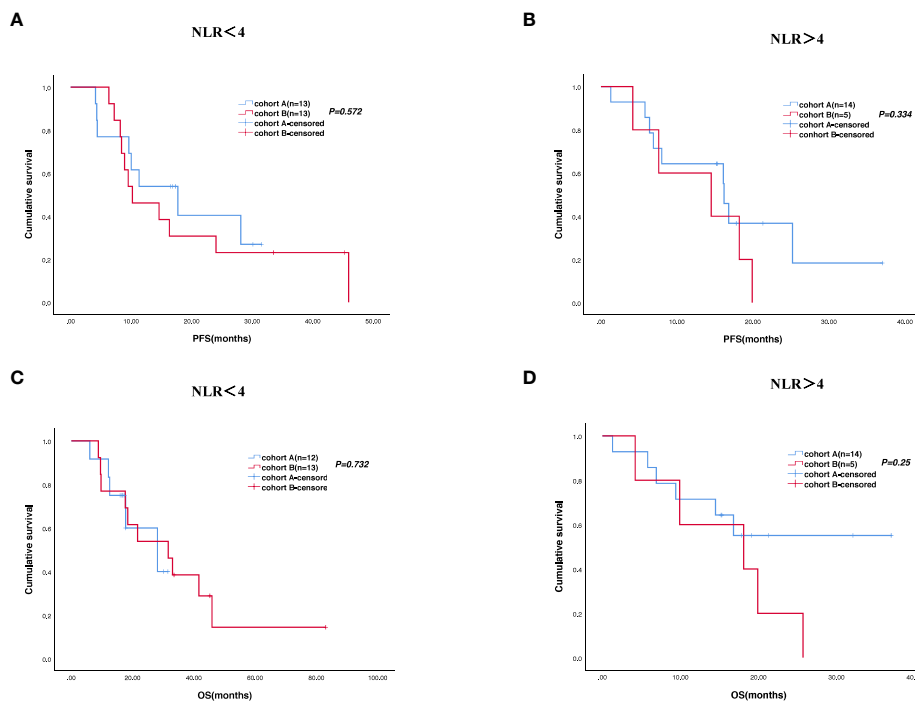 A
NLR<4
Cumulative survival
1,0
0,8
0,6
0,4
0,2
0,0
cohort A(n=13)
cohort B(n=13)
cohort A-censored
cohort B-censored
P=0.572
,00
10,00
20,00
30,00
40,00
50,00
PFS(months)
B
NLR>4
Cumulative survival
1,0
0,8
0,6
0,4
0,2
0,0
cohort A(n=14)
cohort B(n=5)
cohort A-censored
conhort B-censored
P=0.334
,00
10,00
20,00
30,00
40,00
PFS(months)
C
NLR<4
Cumulative survival
1,0
0,8
0,6
0,4
0,2
0,0
cohort A(n=12)
cohort B(n=13)
cohort A-censord
cohort B-censore
P=0.732
,00
20,00
40,00
60,00
80,00
100,00
OS(months)
D
NLR>4
Cumulative survival
1,0
0,8
0,6
0,4
0,2
0,0
cohort A(n=14)
cohort B(n=5)
cohort A-censored
cohort B-censored
P=0.25
,00
10,00
20,00
30,00
40,0
OS(months)